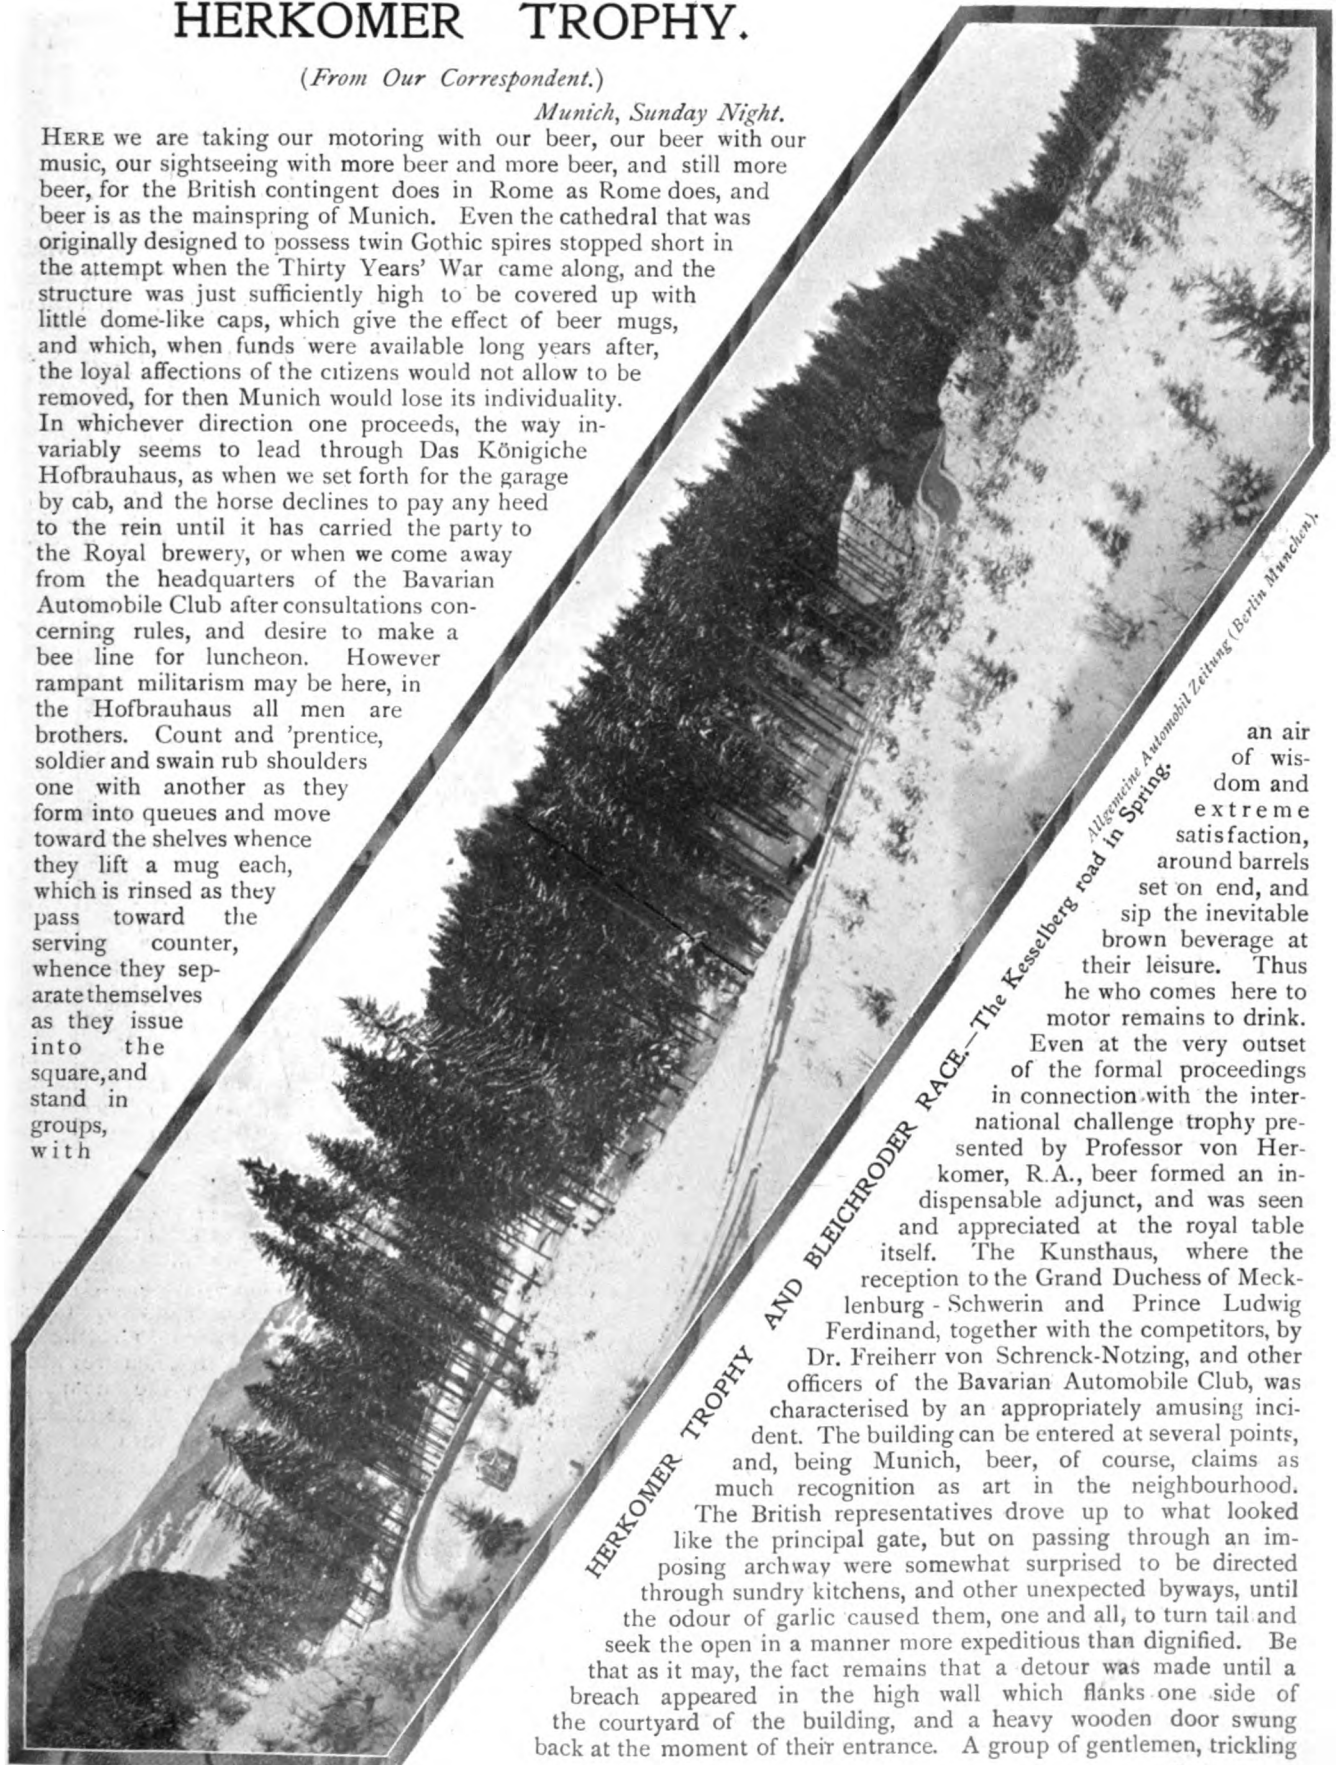 HERKOMER TROPHY.
(From Our Correspondent.)
Munich, Sunday Night.
HERE we are taking our motoring with our beer, our beer with our
music, our sightseeing with more beer and more beer, and still more
beer, for the British contingent does in Rome as Rome does, and
beer is as the mainspring of Munich. Even the cathedral that was
originally designed to possess twin Gothic spires stopped short in
the attempt when the Thirty Years' War came along, and the
structure was just sufficiently high to be covered up with
little dome-like caps, which give the effect of beer mugs,
and which, when funds were available long years after,
the loyal affections of the citizens would not allow to be
removed, for then Munich would lose its individuality.
In whichever direction one proceeds, the way in-
variably seems to lead through Das Königiche
Hofbrauhaus, as when we set forth for the garage
by cab, and the horse declines to pay any heed
to the rein until it has carried the party to
the Royal brewery, or when we come away
from the headquarters of the Bavarian
Automobile Club after consultations con-
cerning rules, and desire to make a
bee line for luncheon. However
rampant militarism may be here, in
the Hofbrauhaus all men are
brothers. Count and 'prentice,
soldier and swain rub shoulders
one with another as they
form into queues and move
toward the shelves whence
they lift a mug each,
which is rinsed as they
pass toward the
serving counter,
whence they sep-
arate themselves
as they issue
into the
square, and
stand in
groups,
with
Allgemeine Automobil Zeitung (Berlin Munchen).
HERKOMER TROPHY AND BLEICHRODER RACE.—The Kesselberg road in Spring.
an air
of wis-
dom and
extreme
satisfaction,
around barrels
set on end, and
sip the inevitable
brown beverage at
their leisure. Thus
he who comes here to
motor remains to drink.
Even at the very outset
of the formal proceedings
in connection with the inter-
national challenge trophy pre-
sented by Professor von Her-
komer, R.A., beer formed an in-
dispensable adjunct, and was seen
and appreciated at the royal table
itself. The Kunsthaus, where the
reception to the Grand Duchess of Meck-
lenburg - Schwerin and Prince Ludwig
Ferdinand, together with the competitors, by
Dr. Freiherr von Schrenck-Notzing, and other
officers of the Bavarian Automobile Club, was
characterised by an appropriately amusing inci-
dent. The building can be entered at several points,
and, being Munich, beer, of course, claims as
much recognition as art in the neighbourhood.
The British representatives drove up to what looked
like the principal gate, but on passing through an im-
posing archway were somewhat surprised to be directed
through sundry kitchens, and other unexpected byways, until
the odour of garlic caused them, one and all, to turn tail and
seek the open in a manner more expeditious than dignified. Be
that as it may, the fact remains that a detour was made until a
breach appeared in the high wall which flanks one side of
the courtyard of the building, and a heavy wooden door swung
back at the moment of their entrance. A group of gentlemen, trickling